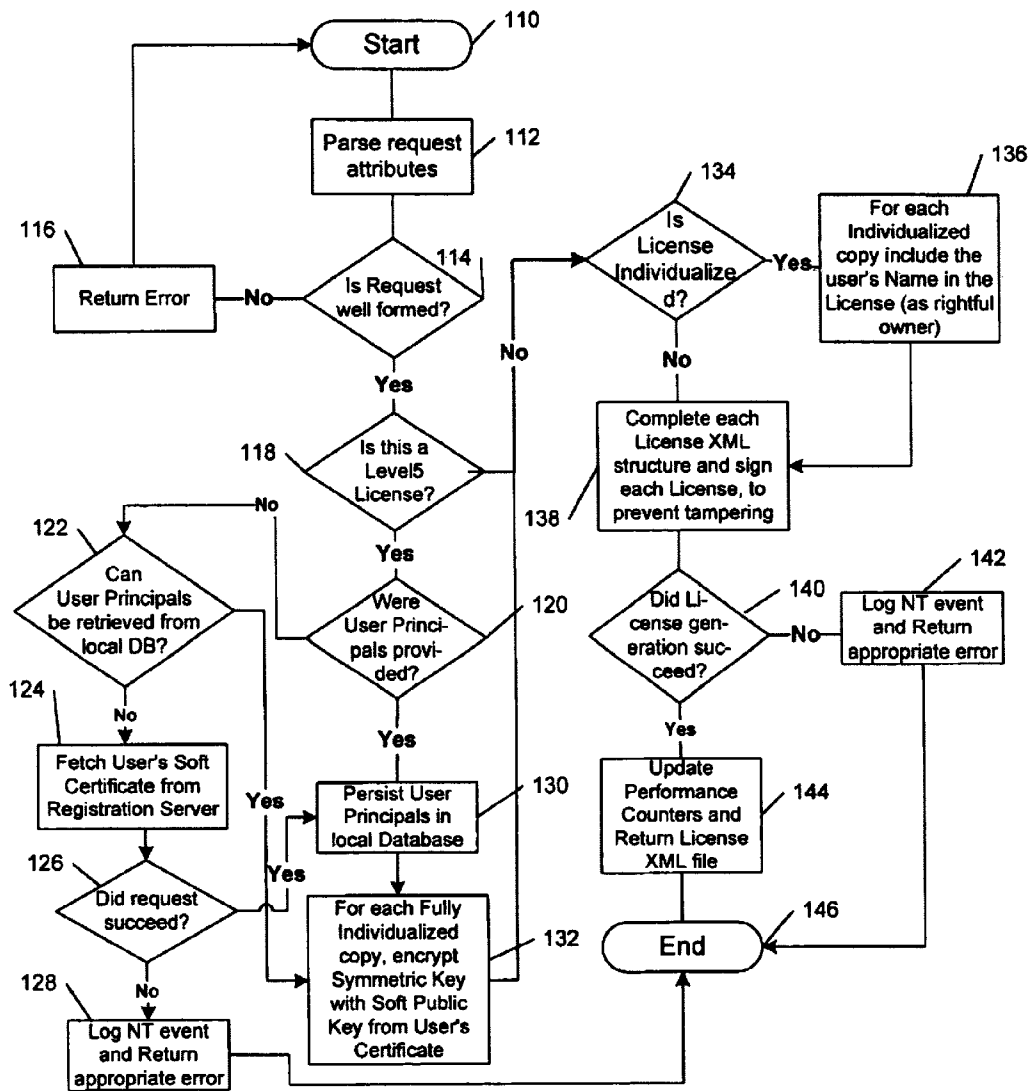 Start
110
Parse request
attributes
112
116
Return Error
No
Is Request
well formed?
114
Yes
118
Is this a
Level5
License?
No
Yes
No
122
Can
User Principals
be retrieved from
local DB?
Were
User Princi-
pals provi-
ded?
120
No
124
Fetch User's Soft
Certificate from
Registration Server
Yes
Yes
Persist User
Principals in
local Database
130
126
Did request
succeed?
Yes
For each Fully
Individualized
copy, encrypt
Symmetric Key
with Soft Public
Key from User's
Certificate
132
No
128
Log NT event
and Return
appropriate error
134
Is
License
Individualize
d?
Yes
136
For each
Individualized
copy include the
user's Name in the
License (as rightful
owner)
No
Complete each
License XML
structure and sign
each License, to
prevent tampering
138
Did Li-
cense gen-
eration suc-
ceed?
140
No
142
Log NT event
and Return
appropriate error
Yes
Update
Performance
Counters and
Return License
XML file
144
End
146